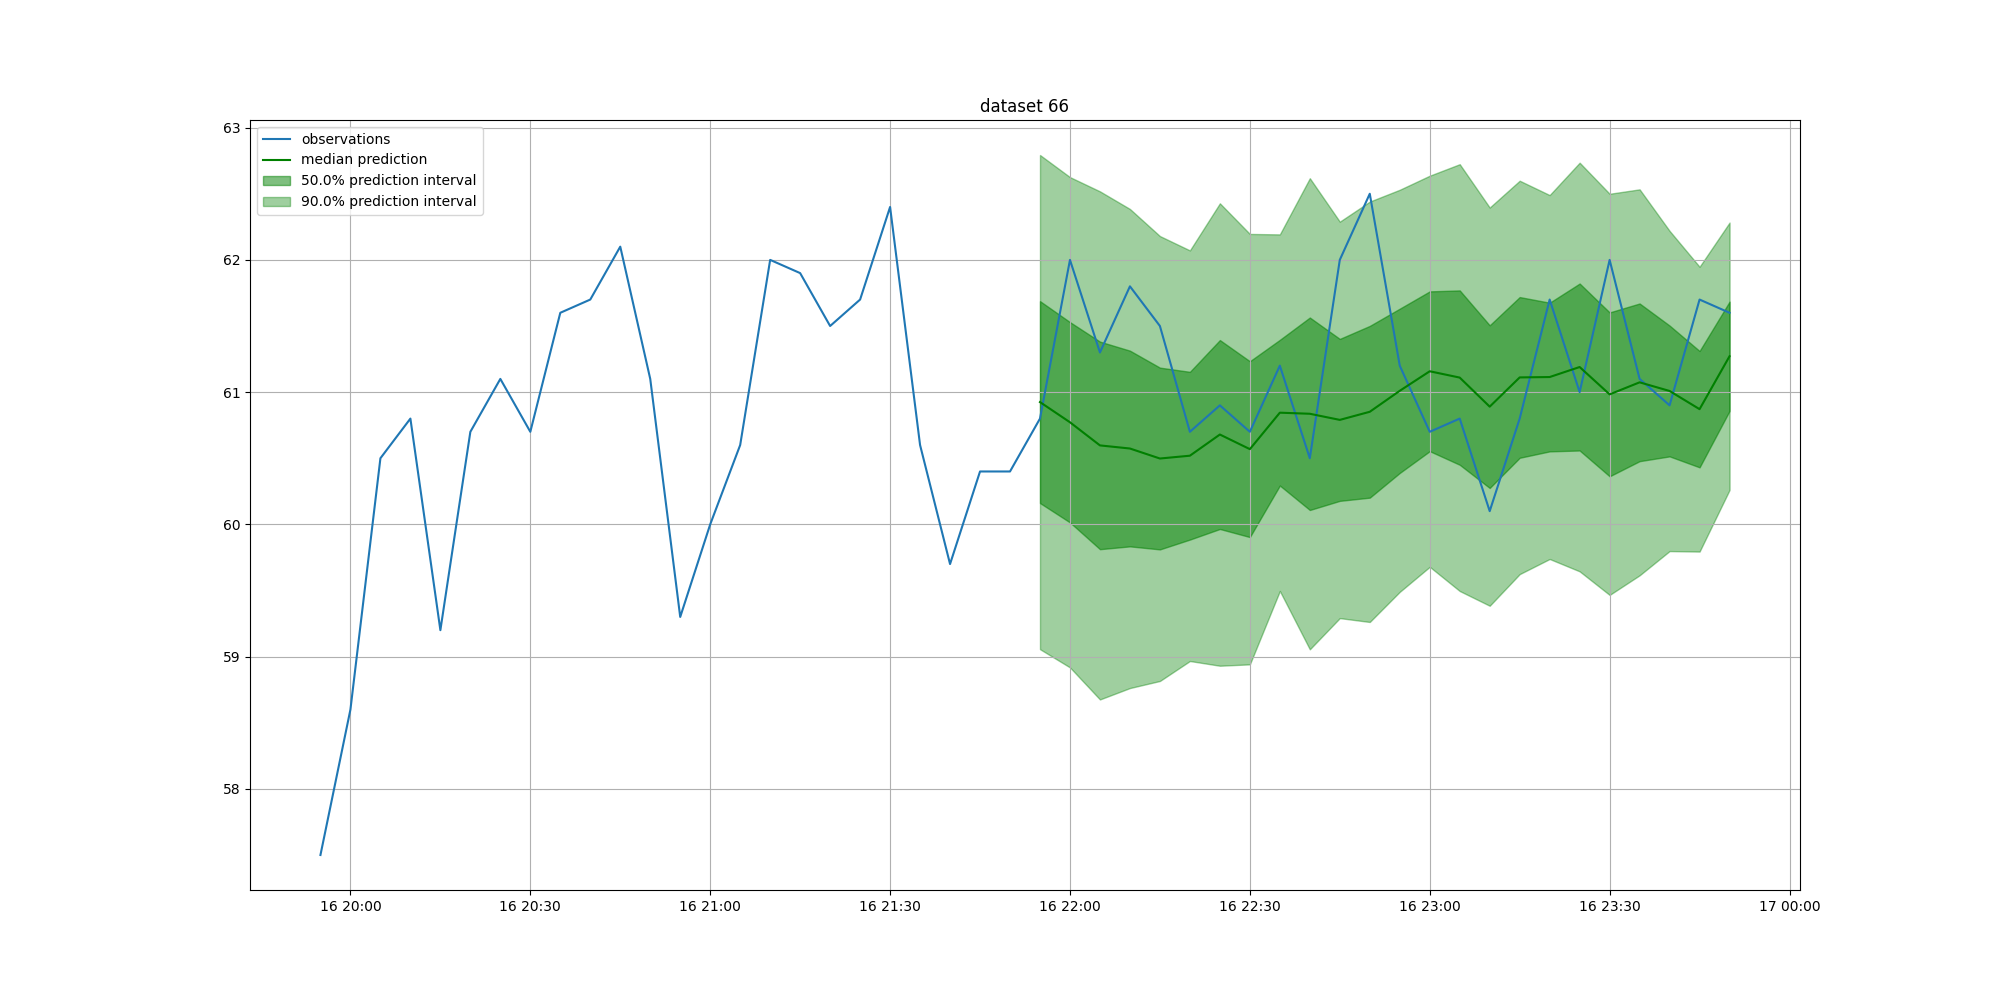 dataset 66
63
observations
median prediction
50.0% prediction interval
90.0% prediction interval
62
61
60
59
58
16 20:00 16 20:30 16 21:00 16 21:30 16 22:00 16 22:30 16 23:00 16 23:30 17 00:00